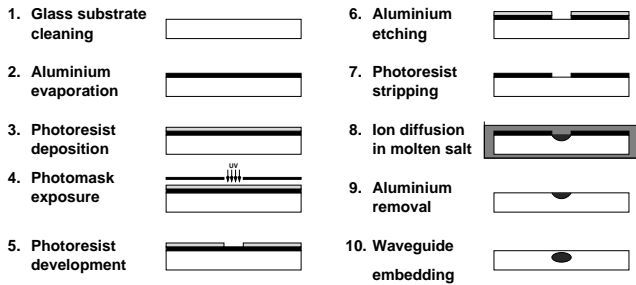 1. Glass substrate
cleaning
2. Aluminium
evaporation
3. Photoresist
deposition
4. Photomask
exposure
UV
5. Photoresist
development
6. Aluminium
etching
7. Photoresist
stripping
8. Ion diffusion
in molten salt
9. Aluminium
removal
10. Waveguide
embedding